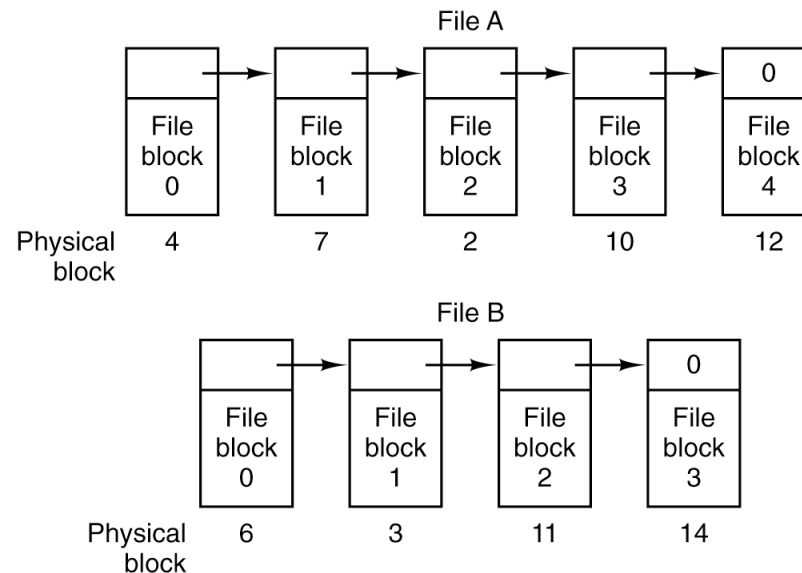 File A
0
File block 0
File block 1
File block 2
File block 3
File block 4
Physical block
4 7 2 10 12
File B
0
File block 0
File block 1
File block 2
File block 3
Physical block
6 3 11 14